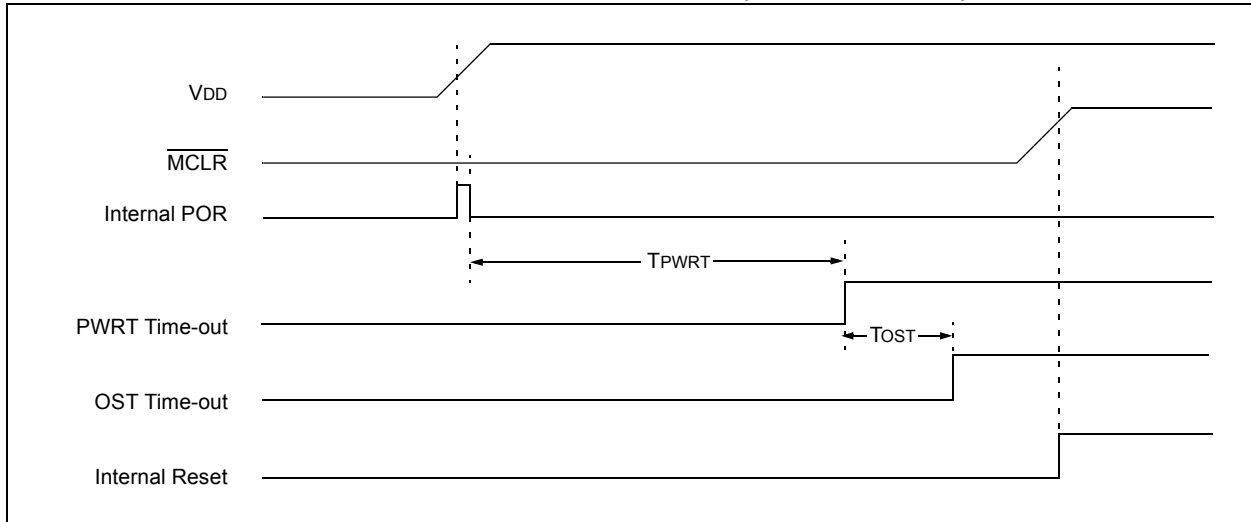 VDD
MCLR
Internal POR
TPWRT
PWRT Time-out
TOST
OST Time-out
Internal Reset